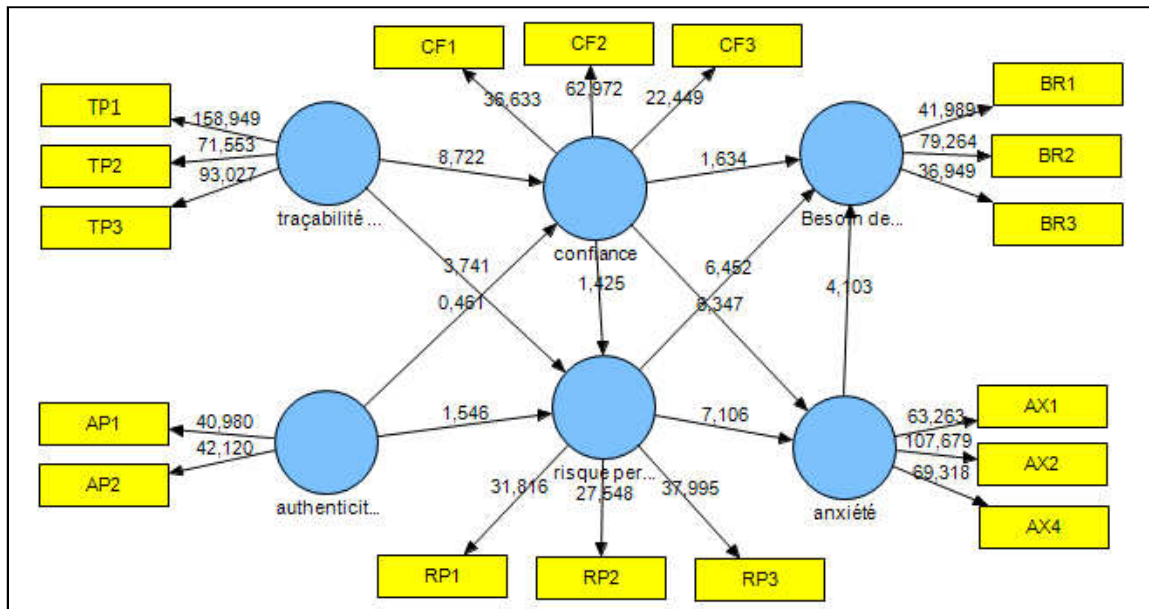 CF1
CF2
CF3
36,633
62,972
22,449
TP1
TP2
TP3
158,949
71,553
93,027
traçabilité ...
8,722
confiance
1,634
Besoin de...
41,989
79,264
36,949
BR1
BR2
BR3
3,741
0,461
1,425
6,452
6,347
4,103
AP1
AP2
40,980
42,120
authenticit...
1,546
risque per...
7,106
anxiété
63,263
107,679
69,318
AX1
AX2
AX4
31,816
27,548
37,995
RP1
RP2
RP3